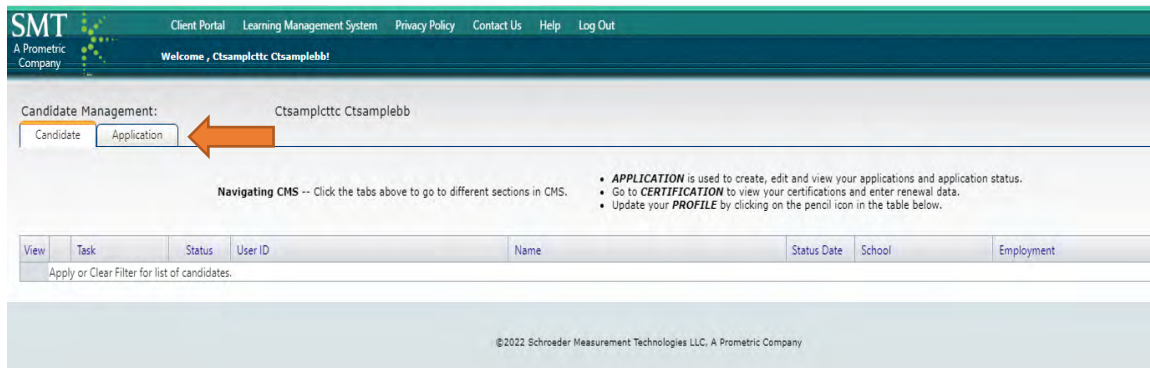 SMT
A Prometric
Company
Client Portal Learning Management System Privacy Policy Contact Us Help Log Out
Welcome , Ctsamplcttc Ctsamplebb!
Candidate Management: Ctsamplcttc Ctsamplebb
Candidate Application
Navigating CMS -- Click the tabs above to go to different sections in CMS.
• APPLICATION is used to create, edit and view your applications and application status.
• Go to CERTIFICATION to view your certifications and enter renewal data.
• Update your PROFILE by clicking on the pencil icon in the table below.
View Task Status User ID Name Status Date School Employment
Apply or Clear Filter for list of candidates.
©2022 Schroeder Measurement Technologies LLC, A Prometric Company